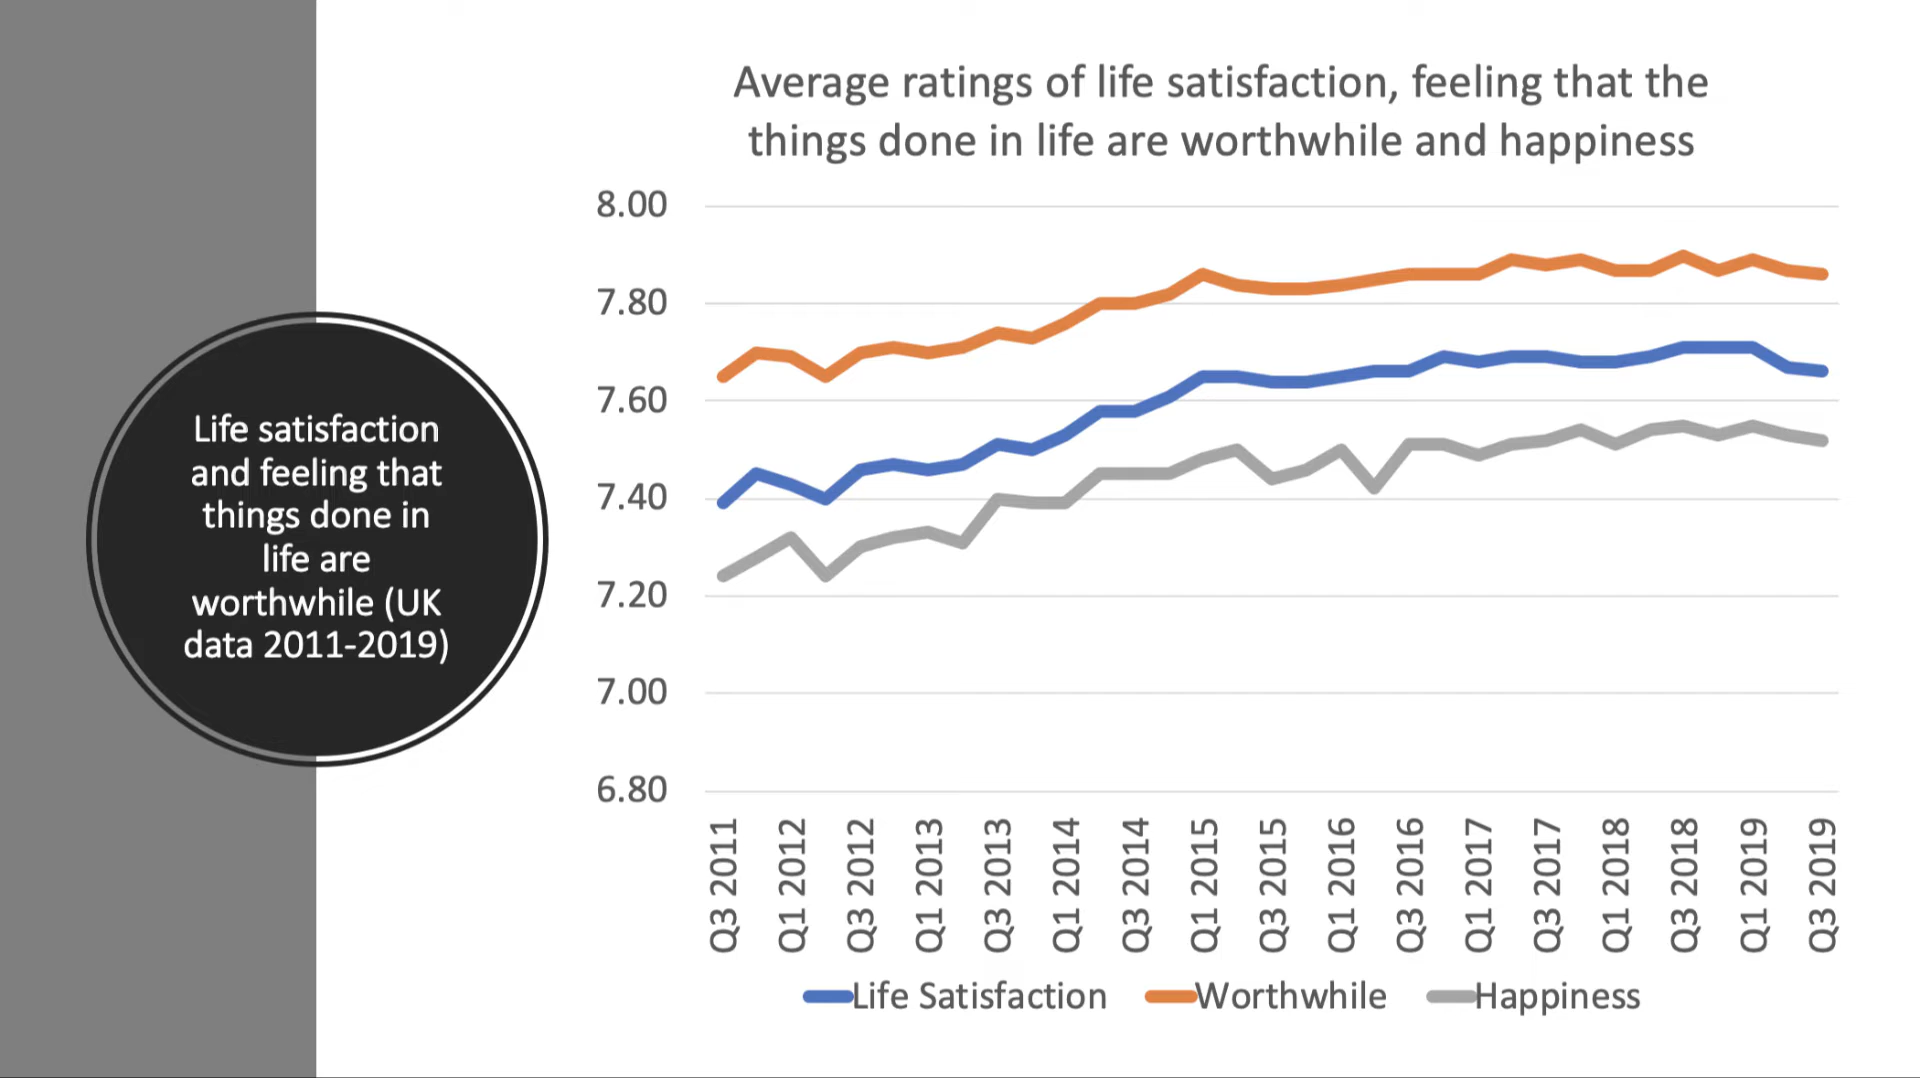 Average ratings of life satisfaction, feeling that the
things done in life are worthwhile and happiness
Life satisfaction
and feeling that
things done in
life are
worthwhile (UK
data 2011-2019)
8.00
7.80
7.60
7.40
7.20
7.00
6.80
Q3 2011
Q1 2012
Q3 2012
Q1 2013
Q3 2013
Q1 2014
Q3 2014
Q1 2015
Q3 2015
Q1 2016
Q3 2016
Q1 2017
Q3 2017
Q1 2018
Q3 2018
Q1 2019
Q3 2019
Life Satisfaction
Worthwhile
Happiness